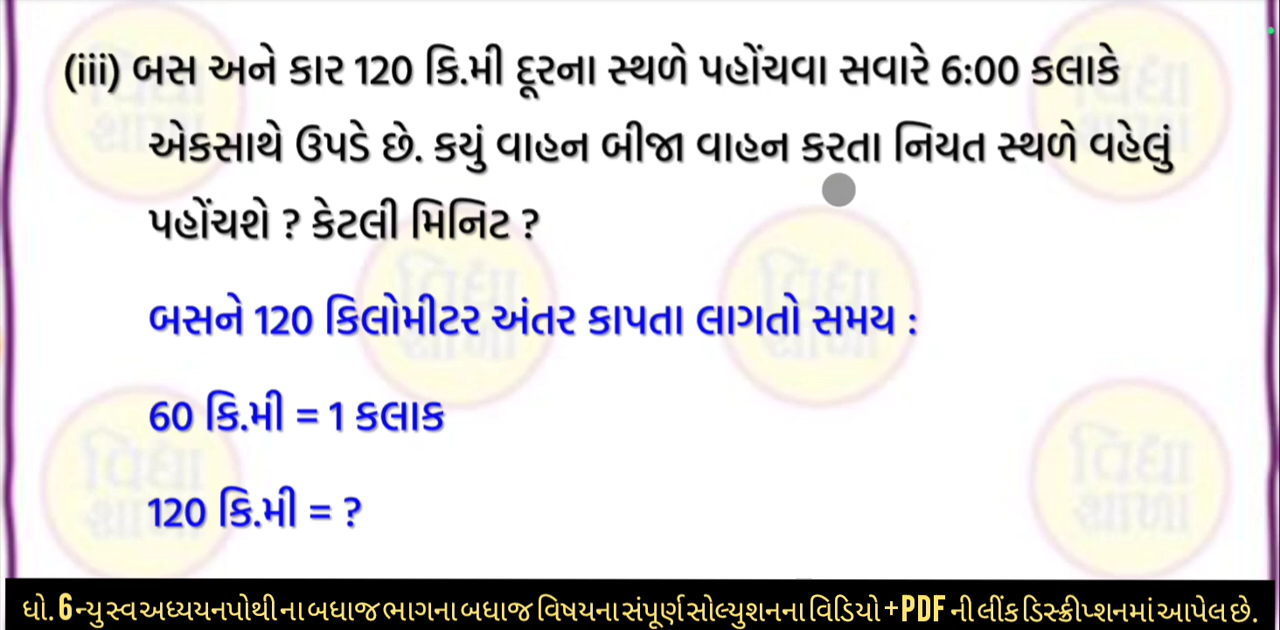 (iii) બસ અને કાર 120 કિ.મી દૂરના સ્થળે પહોંચવા સવારે 6:00 કલાકે
એકસાથે ઉપડે છે. કયું વાહન બીજા વાહન કરતા નિયત સ્થળે વહેલું
પહોંચશે ? કેટલી મિનિટ ?
બસને 120 કિલોમીટર અંતર કાપતા લાગતો સમય :
60 કિ.મી = 1 કલાક
120 કિ.મી = ?
ધો. 6 ન્યુ સ્વઅધ્યયનપોથી ના બધાજ ભાગના બધાજ વિષયના સંપૂર્ણ સોલ્યુશનના વિડિયો + PDF ની લીંક ડિસ્ક્રીપ્શનમાં આપેલ છે.
વિદ્યા
શાળા
વિદ્યા
શાળા
વિદ્યા
શાળા
વિદ્યા
શાળા
વિદ્યા
શાળા
વિદ્યા
શાળા